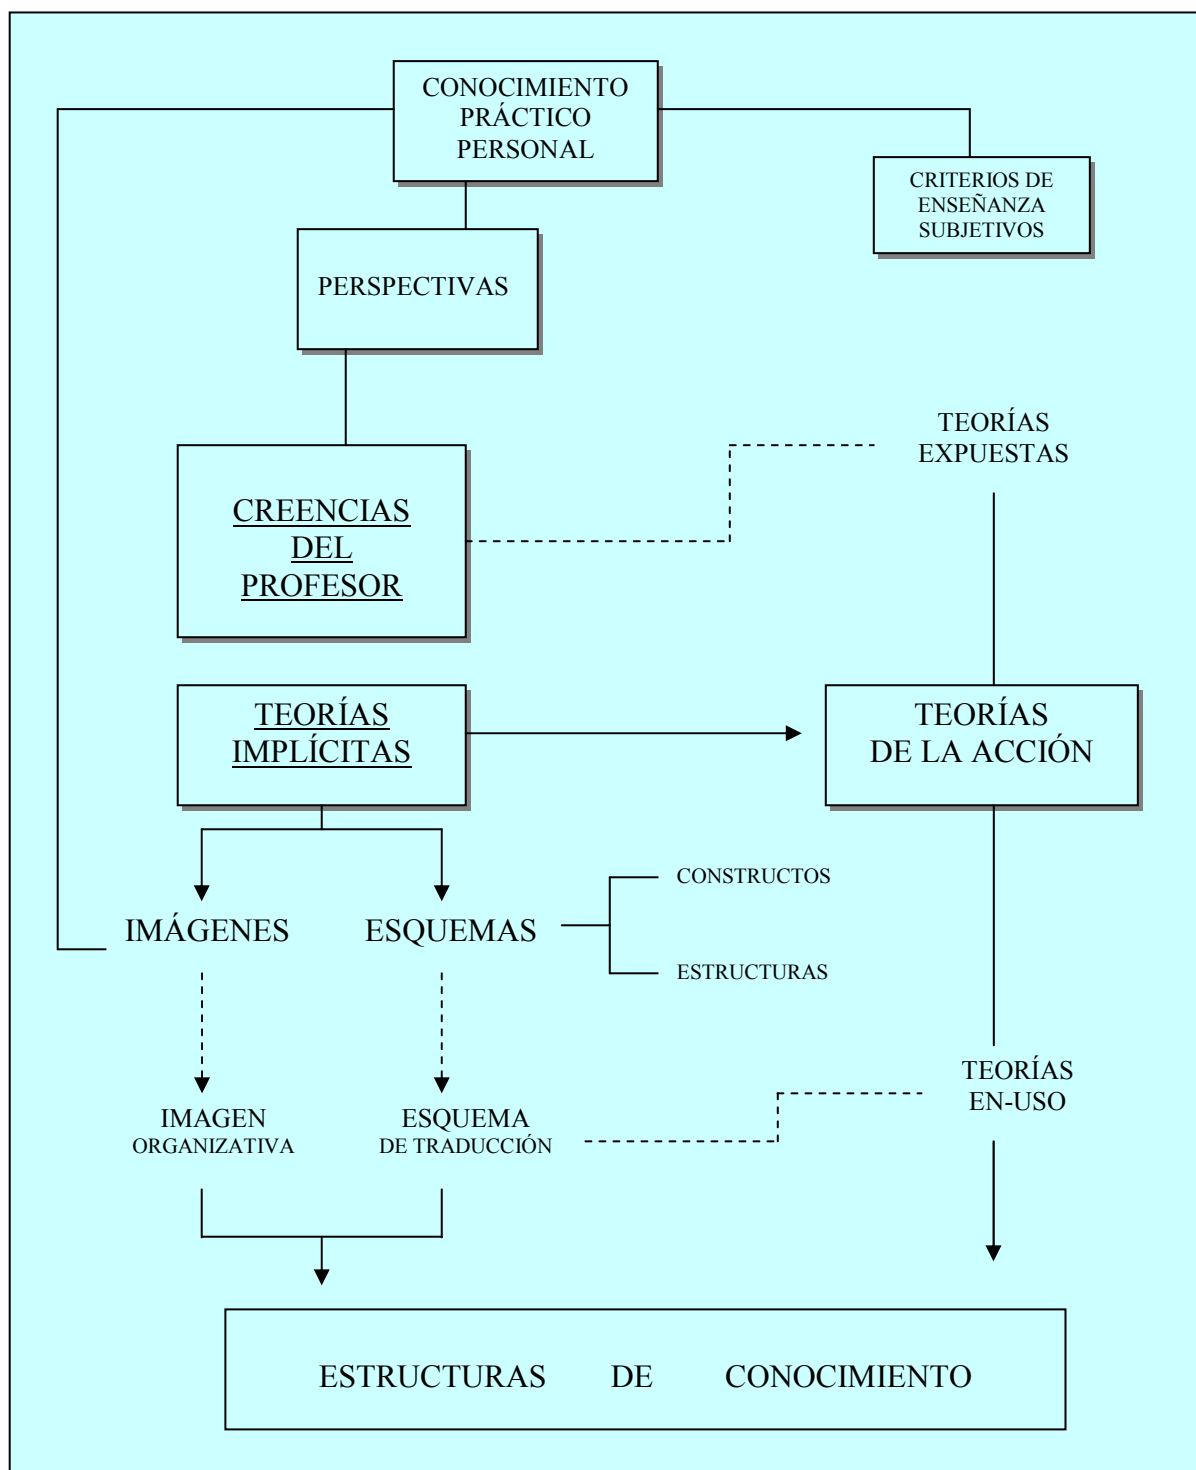 CONOCIMIENTO
PRÁCTICO
PERSONAL
CRITERIOS DE
ENSEÑANZA
SUBJETIVOS
PERSPECTIVAS
TEORÍAS
EXPUESTAS
CREENCIAS
DEL
PROFESOR
TEORÍAS
IMPLÍCITAS
TEORÍAS
DE LA ACCIÓN
CONSTRUCTOS
IMÁGENES
ESQUEMAS
ESTRUCTURAS
TEORÍAS
EN-USO
IMAGEN
ORGANIZATIVA
ESQUEMA
DE TRADUCCIÓN
ESTRUCTURAS DE CONOCIMIENTO